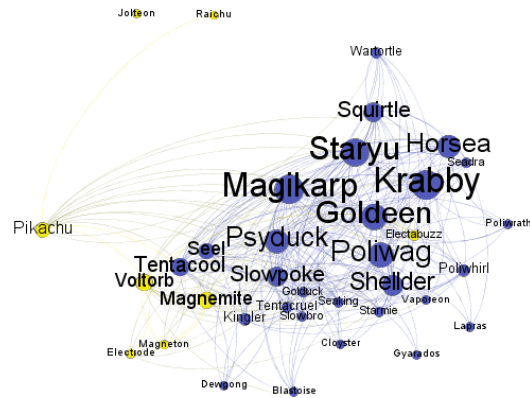 Jolteon
Raichu
Wartortle
Squirtle
Staryu
Horsea
Seadra
Magikarp
Krabby
Goldeen
Pikachu
Poliwrath
Electabuzz
Psyduck
Seel
Poliwag
Tentacool
Slowpoke
Poliwhirl
Voltorb
Shellder
Golduck
Magnemite
Tentacruel
Seaking
Vaporeon
Kingler
Slowbro
Starmie
Lapras
Magneton
Cloyster
Electrode
Gyarados
Dewgong
Blastoise